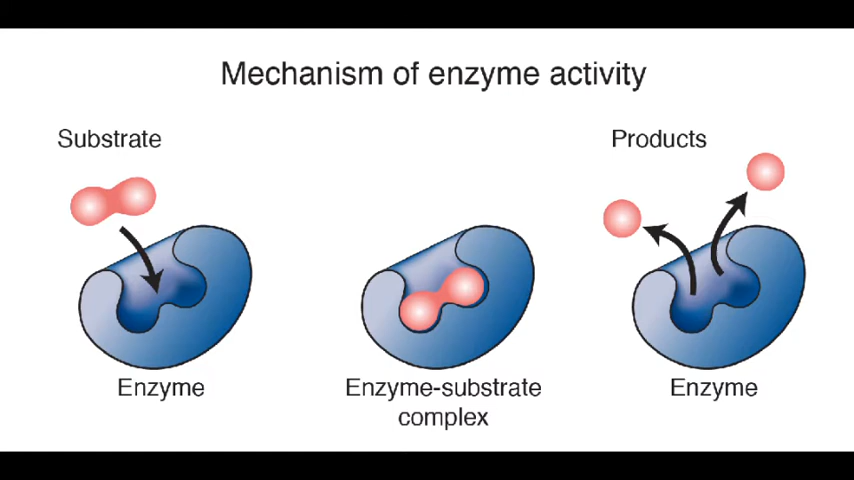 Mechanism of enzyme activity
Substrate
Products
Enzyme
Enzyme-substrate
complex
Enzyme